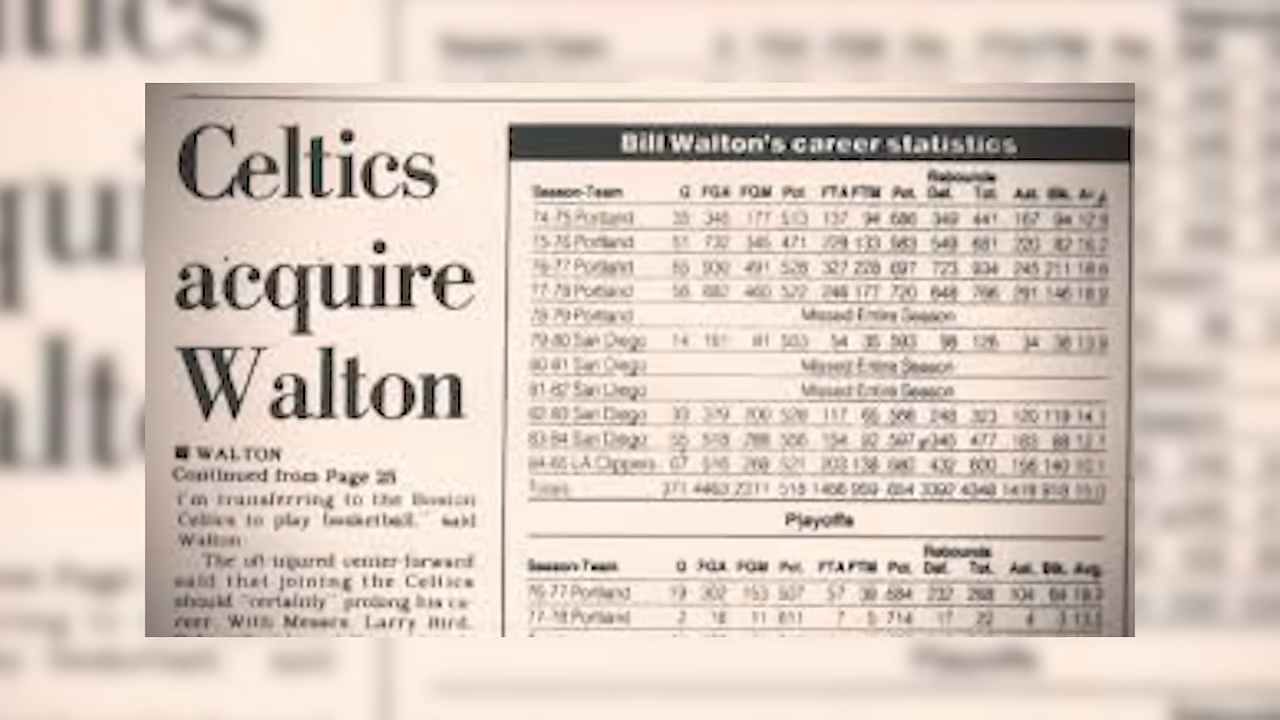 Celtics
acquire
Walton
■ WALTON
Continued from Page 25
I'm transferring to the Boston
Celtics to play basketball," said
Walton.
The oft-injured center-forward
said that joining the Celtics
should "certainly" prolong his ca-
reer. With Messrs. Larry Bird,
Bill Walton's career statistics
Rebounds
Season-Team G FGA FGM Pct. FTA FTM Pct. Def. Tot. Ast. Blk.
74-75 Portland 35 177 513 137 94 686 349 441 167 94 12.8
75-76 Portland 51 732 345 471 133 583 549 681 220 82 16.2
76-77 Portland 65 930 491 528 327 228 697 723 934 245 211 18.6
77-78 Portland 58 882 460 522 246 177 720 648 766 291 146 18.9
78-79 Portland Missed Entire Season
79-80 San Diego 14 161 81 503 54 593 98 126 34 38 13.9
80-81 San Diego Missed Entire Season
81-82 San Diego Missed Entire Season
82-83 San Diego 33 379 200 528 117 65 248 323 120 119 14.1
83-84 San Diego 55 518 288 556 154 92 597 477 183 88 12.1
84-85 LA Clippers 67 516 269 521 203 138 680 432 600 156 140 10.1
Totals 371 4463 2311 518 959 3392 4348 1416 918
Playoffs
Rebounds
Season-Team G FGA FGM Pct. FTA FTM Pct. Def. Tot. Ast. Blk. Avg.
76-77 Portland 19 302 153 507 57 39 684 237 288 104 64 18.2
77-78 Portland 2 18 11 611 7 5 714 17 22 4 3